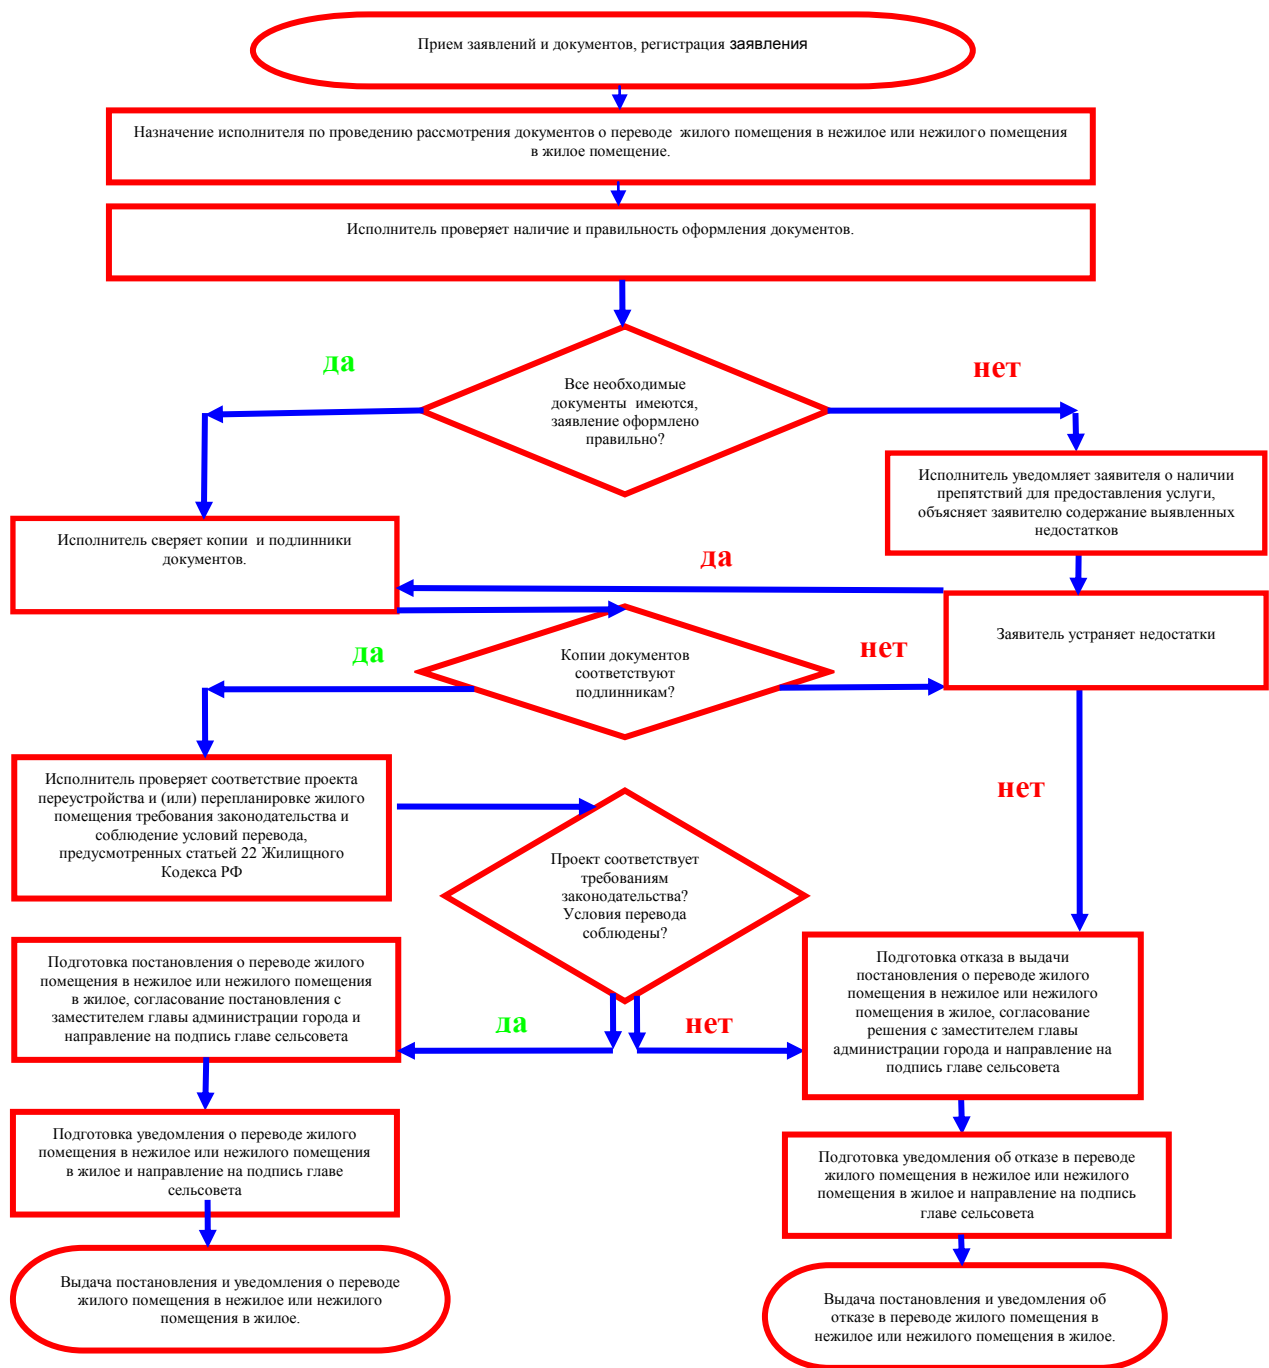 Прием заявлений и документов, регистрация заявления
Назначение исполнителя по проведению рассмотрения документов о переводе жилого помещения в нежилое или нежилого помещения
в жилое помещение.
Исполнитель проверяет наличие и правильность оформления документов.
да
нет
Все необходимые
документы имеются,
заявление оформлено
правильно?
Исполнитель уведомляет заявителя о наличии
препятствий для предоставления услуги,
объясняет заявителю содержание выявленных
недостатков
Исполнитель сверяет копии и подлинники
документов.
да
Заявитель устраняет недостатки
да
Копии документов
соответствуют
подлинникам?
нет
Исполнитель проверяет соответствие проекта
переустройства и (или) перепланировке жилого
помещения требования законодательства и
соблюдение условий перевода,
предусмотренных статьей 22 Жилищного
Кодекса РФ
нет
Проект соответствует
требованиям
законодательства?
Условия перевода
соблюдены?
Подготовка постановления о переводе жилого
помещения в нежилое или нежилого помещения
в жилое, согласование постановления с
заместителем главы администрации города и
направление на подпись главе сельсовета
да
нет
Подготовка отказа в выдачи
постановления о переводе жилого
помещения в нежилое или нежилого
помещения в жилое, согласование
решения с заместителем главы
администрации города и направление на
подпись главе сельсовета
Подготовка уведомления о переводе жилого
помещения в нежилое или нежилого помещения
в жилое и направление на подпись главе
сельсовета
Подготовка уведомления об отказе в переводе
жилого помещения в нежилое или нежилого
помещения в жилое и направление на подпись
главе сельсовета
Выдача постановления и уведомления о переводе
жилого помещения в нежилое или нежилого
помещения в жилое.
Выдача постановления и уведомления об
отказе в переводе жилого помещения в
нежилое или нежилого помещения в жилое.